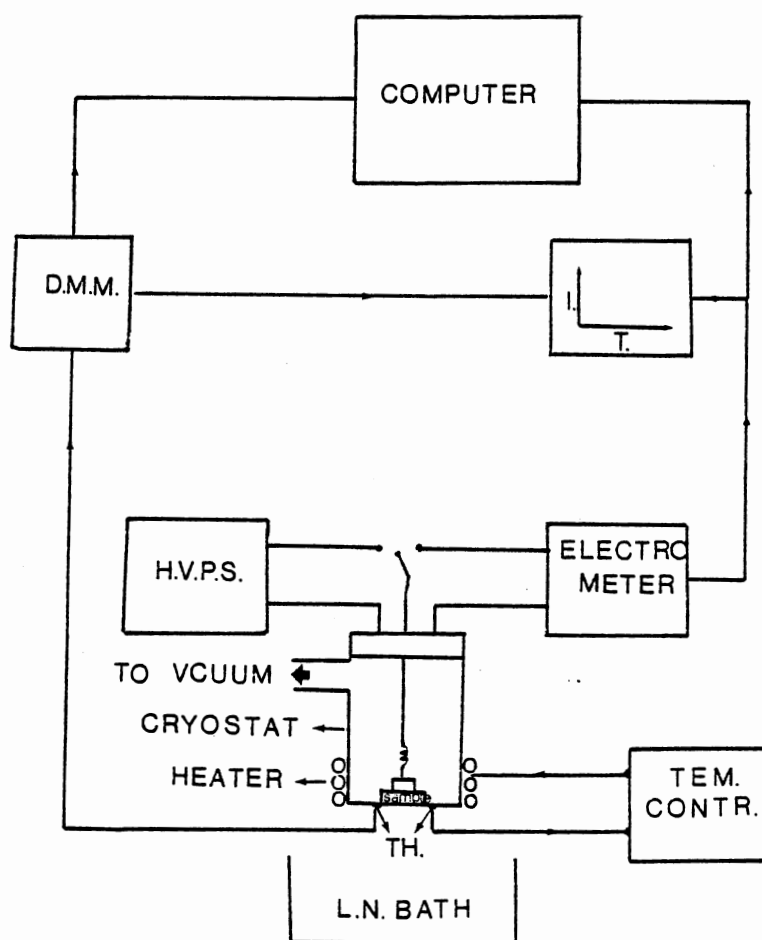 COMPUTER
D.M.M.
I.
T.
H.V.P.S.
ELECTRO
METER
TO VCUUM
CRYOSTAT
HEATER
sample
TEM.
CONTR.
TH.
L.N. BATH